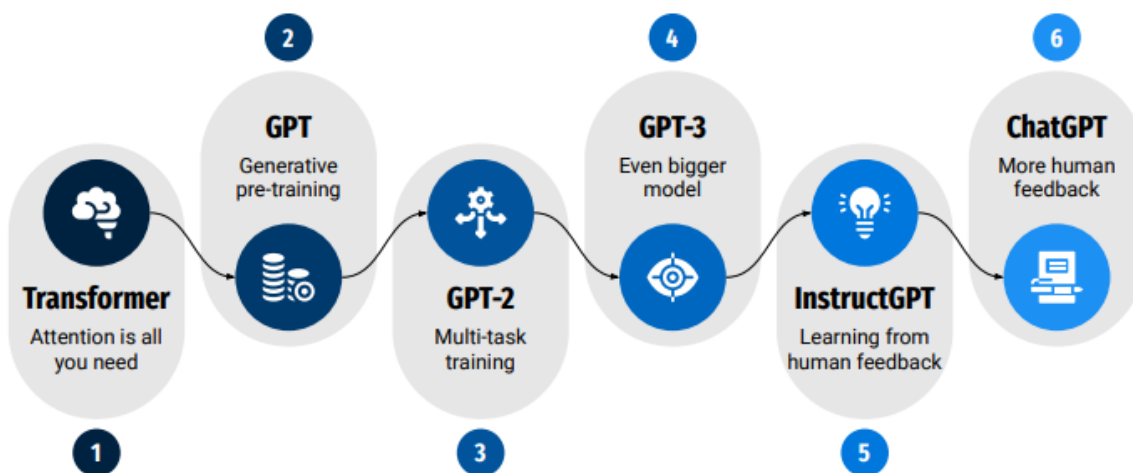 1
Transformer
Attention is all
you need
2
GPT
Generative
pre-training
3
GPT-2
Multi-task
training
4
GPT-3
Even bigger
model
5
InstructGPT
Learning from
human feedback
6
ChatGPT
More human
feedback